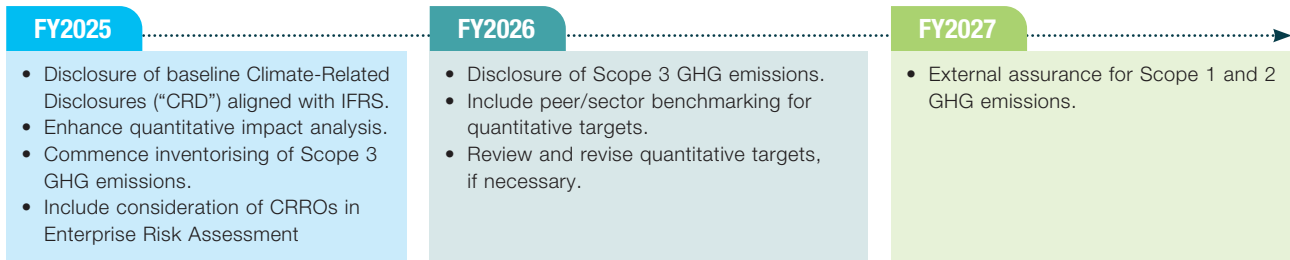 FY2025
• Disclosure of baseline Climate-Related
Disclosures (“CRD”) aligned with IFRS.
• Enhance quantitative impact analysis.
• Commence inventorising of Scope 3
GHG emissions.
• Include consideration of CRROs in
Enterprise Risk Assessment
FY2026
• Disclosure of Scope 3 GHG emissions.
• Include peer/sector benchmarking for
quantitative targets.
• Review and revise quantitative targets,
if necessary.
FY2027
• External assurance for Scope 1 and 2
GHG emissions.